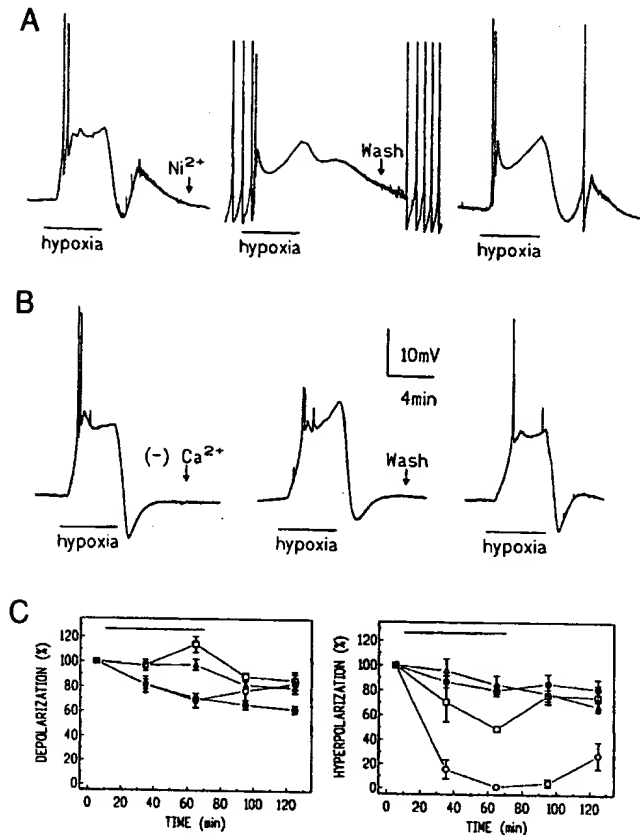 A
Ni2+
Wash
hypoxia
hypoxia
hypoxia
B
10mV
4min
(-) Ca2+
Wash
hypoxia
hypoxia
hypoxia
C
DEPOLARIZATION (%)
120
100
80
60
40
20
0
0 20 40 60 80 100 120
TIME (min)
HYPERPOLARIZATION (%)
120
100
80
60
40
20
0
0 20 40 60 80 100 120
TIME (min)